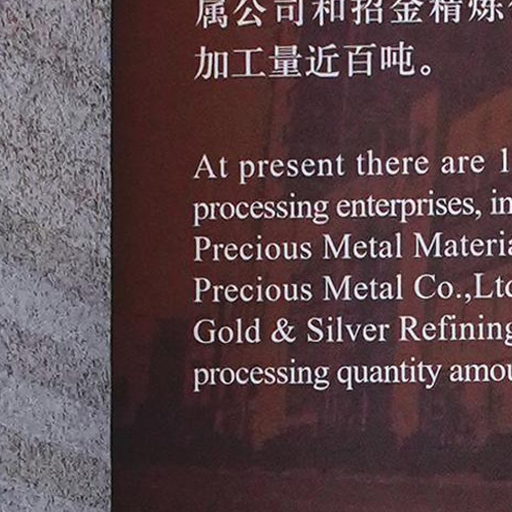 属公司和招金精炼
加工量近百吨。
At present there are 1
processing enterprises, in
Precious Metal Materia
Precious Metal Co.,Ltd
Gold & Silver Refining
processing quantity amou